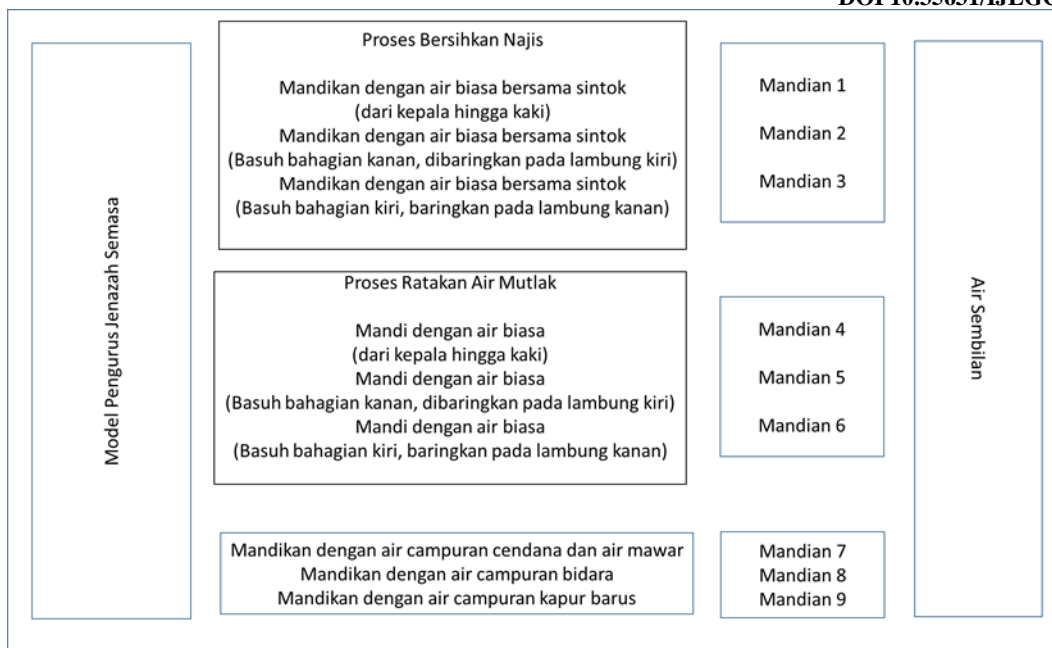 Model Pengurus Jenazah Semasa
Proses Bersihkan Najis
Mandikan dengan air biasa bersama sintok
(dari kepala hingga kaki)
Mandikan dengan air biasa bersama sintok
(Basuh bahagian kanan, dibaringkan pada lambung kiri)
Mandikan dengan air biasa bersama sintok
(Basuh bahagian kiri, baringkan pada lambung kanan)
Mandian 1
Mandian 2
Mandian 3
Proses Ratakan Air Mutlak
Mandi dengan air biasa
(dari kepala hingga kaki)
Mandi dengan air biasa
(Basuh bahagian kanan, dibaringkan pada lambung kiri)
Mandi dengan air biasa
(Basuh bahagian kiri, baringkan pada lambung kanan)
Mandian 4
Mandian 5
Mandian 6
Mandikan dengan air campuran cendana dan air mawar
Mandikan dengan air campuran bidara
Mandikan dengan air campuran kapur barus
Mandian 7
Mandian 8
Mandian 9
Air Sembilan